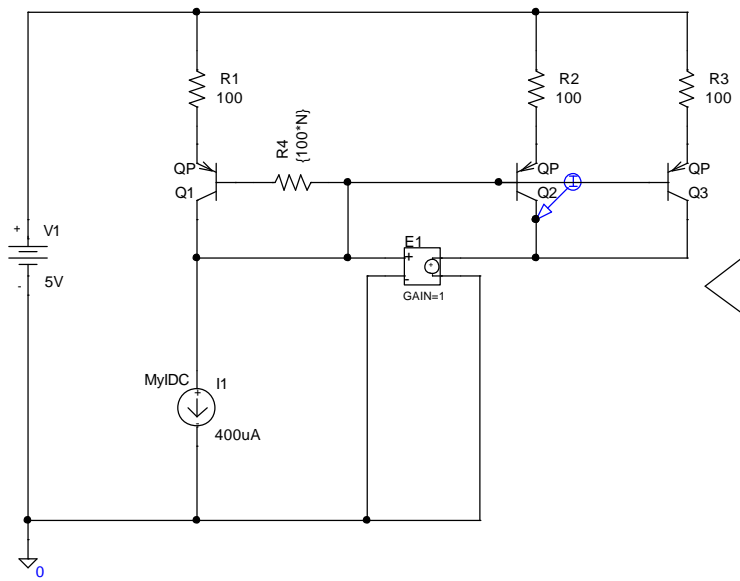 R1
100
R2
100
R3
100
R4
{100*N}
QP
Q1
QP
Q2
I
QP
Q3
+
V1
-
5V
E1
+
-
+
GAIN=1
MyIDC
I1
+
-
400uA
0